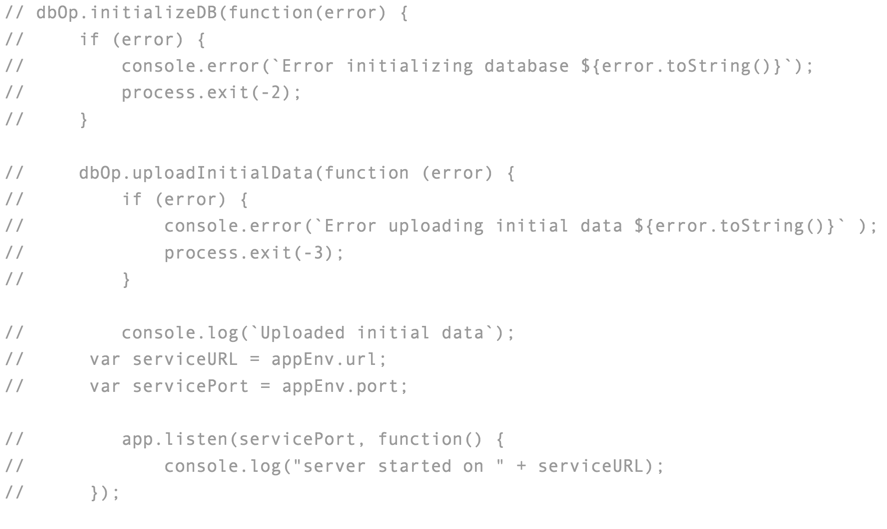 // dbOp.initializeDB(function(error) {
//     if (error) {
//         console.error(`Error initializing database ${error.toString()}`);
//         process.exit(-2);
//     }
//     dbOp.uploadInitialData(function (error) {
//         if (error) {
//             console.error(`Error uploading initial data ${error.toString()}` );
//             process.exit(-3);
//         }
//         console.log(`Uploaded initial data`);
//      var serviceURL = appEnv.url;
//      var servicePort = appEnv.port;
//         app.listen(servicePort, function() {
//             console.log("server started on " + serviceURL);
//      });